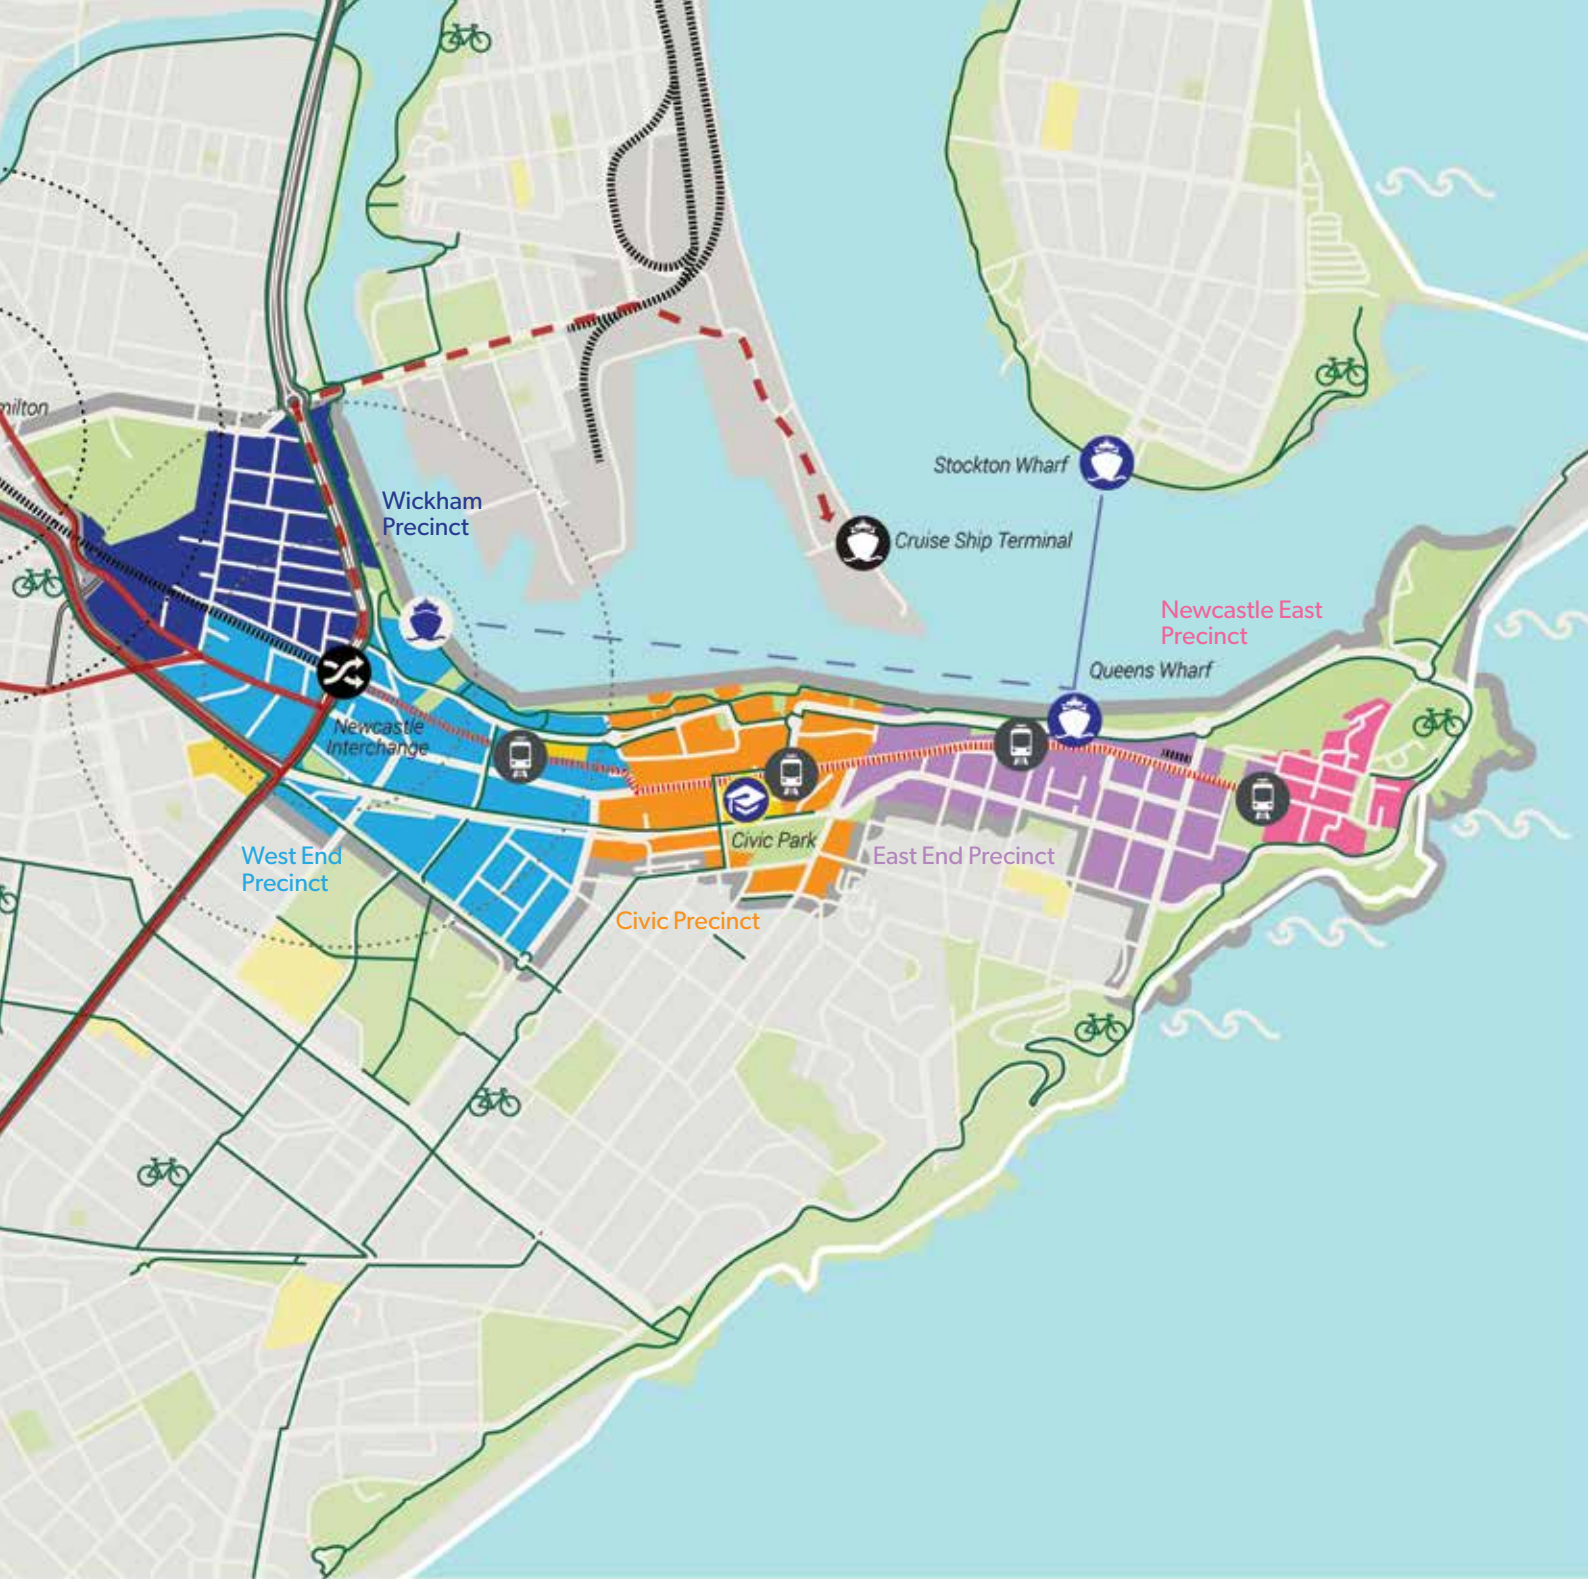 milton
Wickham
Precinct
Stockton Wharf
Cruise Ship Terminal
Newcastle East
Precinct
Queens Wharf
Newcastle
Interchange
Civic Park
West End
Precinct
East End Precinct
Civic Precinct